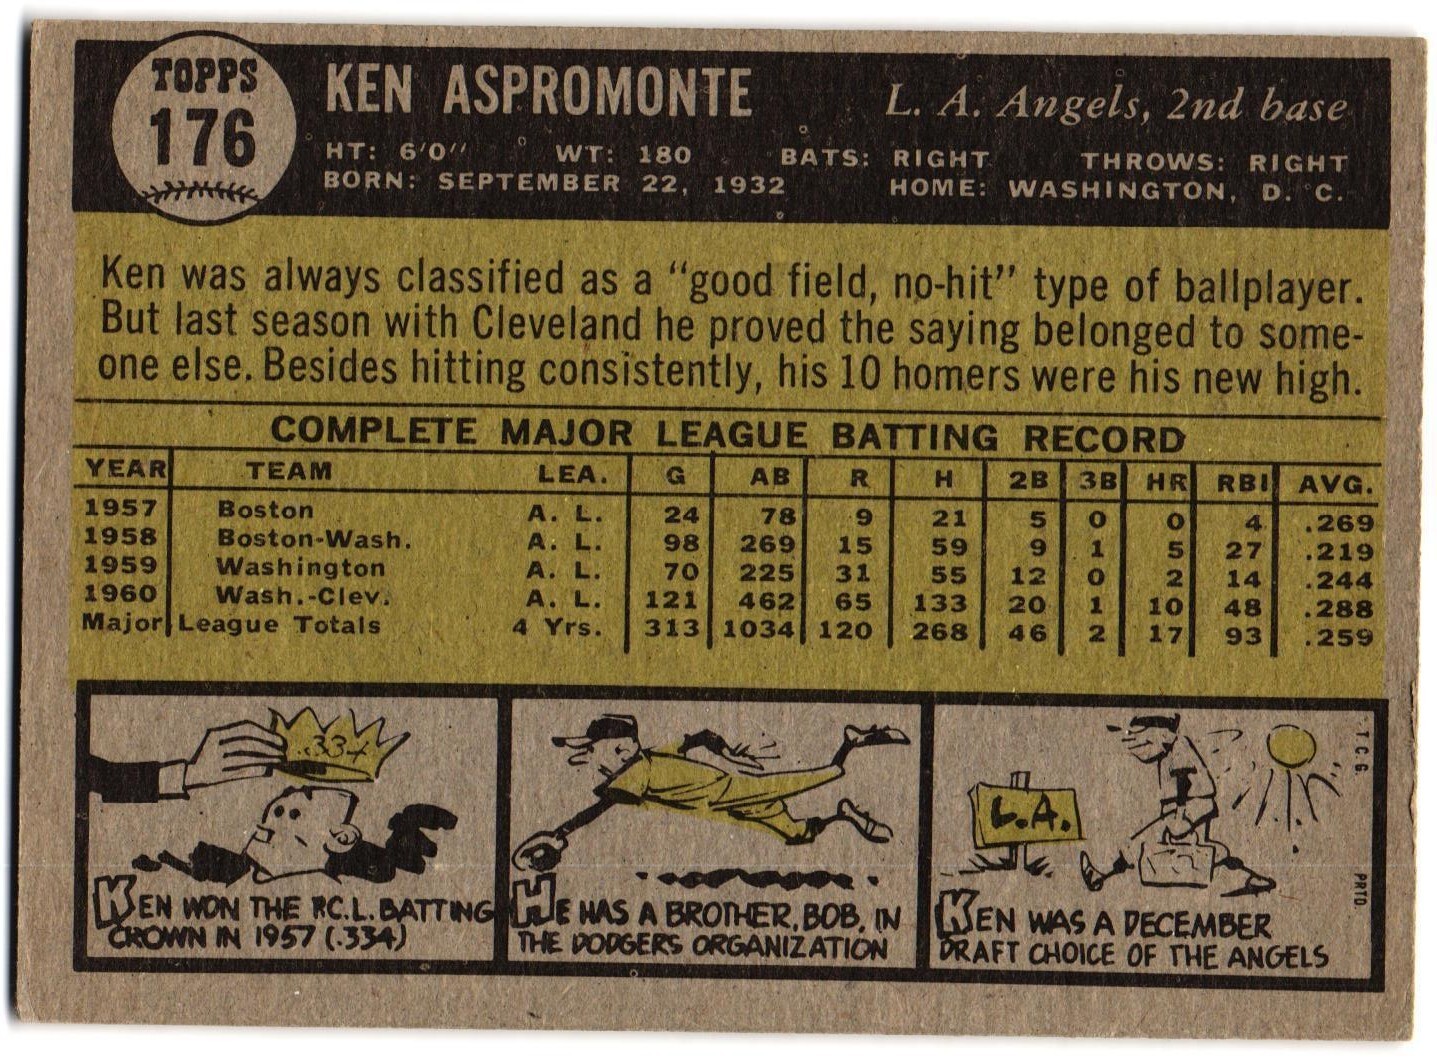 TOPPS
176
KEN ASPROMONTE
L. A. Angels, 2nd base
HT: 6'0" WT: 180 BATS: RIGHT THROWS: RIGHT
BORN: SEPTEMBER 22, 1932 HOME: WASHINGTON, D. C.
Ken was always classified as a "good field, no-hit" type of ballplayer.
But last season with Cleveland he proved the saying belonged to some-
one else. Besides hitting consistently, his 10 homers were his new high.
COMPLETE MAJOR LEAGUE BATTING RECORD
YEAR TEAM LEA. G AB R H 2B 3B HR RBI AVG.
1957 Boston A. L. 24 78 9 21 5 0 0 4 .269
1958 Boston-Wash. A. L. 98 269 15 59 9 1 5 27 .219
1959 Washington A. L. 70 225 31 55 12 0 2 14 .244
1960 Wash.-Clev. A. L. 121 462 65 133 20 1 10 48 .288
Major League Totals 4 Yrs. 313 1034 120 268 46 2 17 93 .259
.334
KEN WON THE P.C.L. BATTING
CROWN IN 1957 (.334)
HE HAS A BROTHER, BOB, IN
THE DODGERS ORGANIZATION
L.A.
KEN WAS A DECEMBER
DRAFT CHOICE OF THE ANGELS
T. C. G.
PRTD.